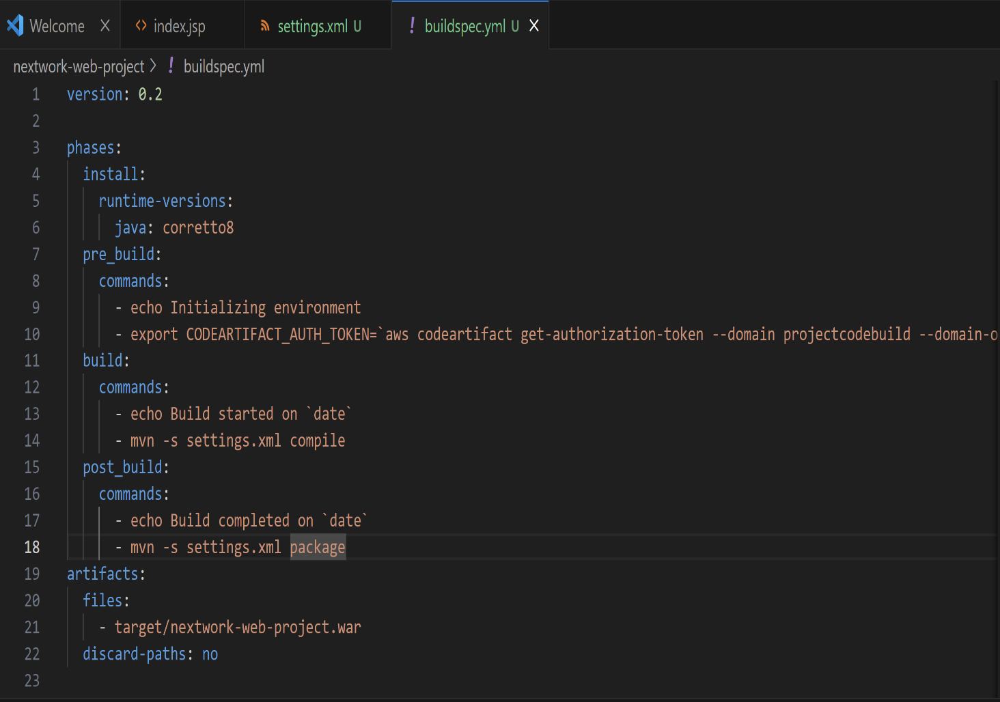 Welcome × <> index.jsp settings.xml U ! buildspec.yml U ×
nextwork-web-project > ! buildspec.yml
1 version: 0.2
2
3 phases:
4   install:
5     runtime-versions:
6       java: corretto8
7   pre_build:
8     commands:
9       - echo Initializing environment
10       - export CODEARTIFACT_AUTH_TOKEN=`aws codeartifact get-authorization-token --domain projectcodebuild --domain-o
11   build:
12     commands:
13       - echo Build started on `date`
14       - mvn -s settings.xml compile
15   post_build:
16     commands:
17       - echo Build completed on `date`
18       - mvn -s settings.xml package
19 artifacts:
20   files:
21     - target/nextwork-web-project.war
22   discard-paths: no
23